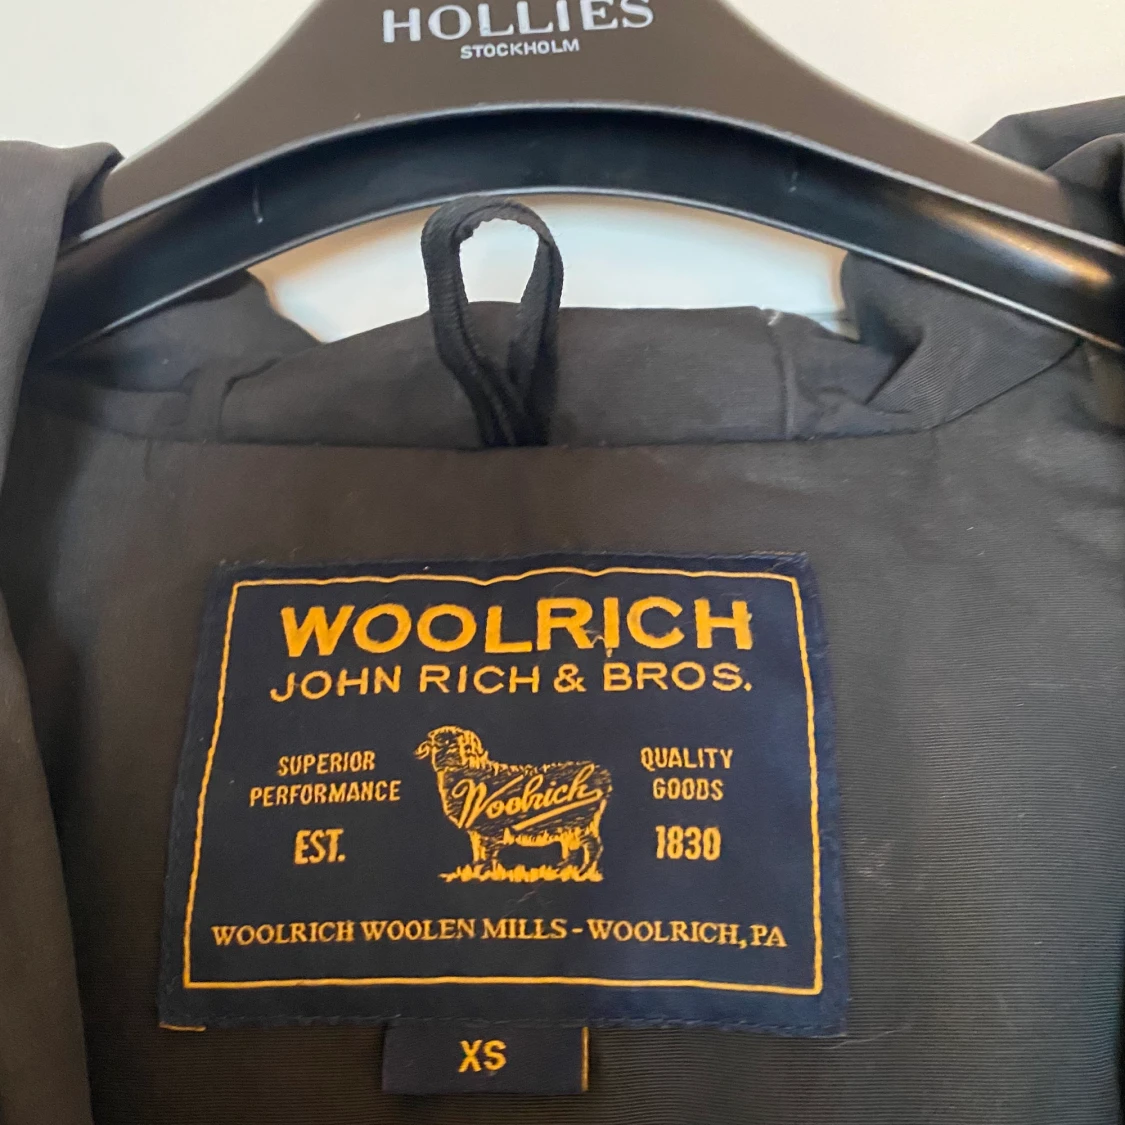 HOLLIES
STOCKHOLM
WOOLRICH
JOHN RICH & BROS.
SUPERIOR
PERFORMANCE
EST.
Woolrich
QUALITY
GOODS
1830
WOOLRICH WOOLEN MILLS - WOOLRICH, PA
XS